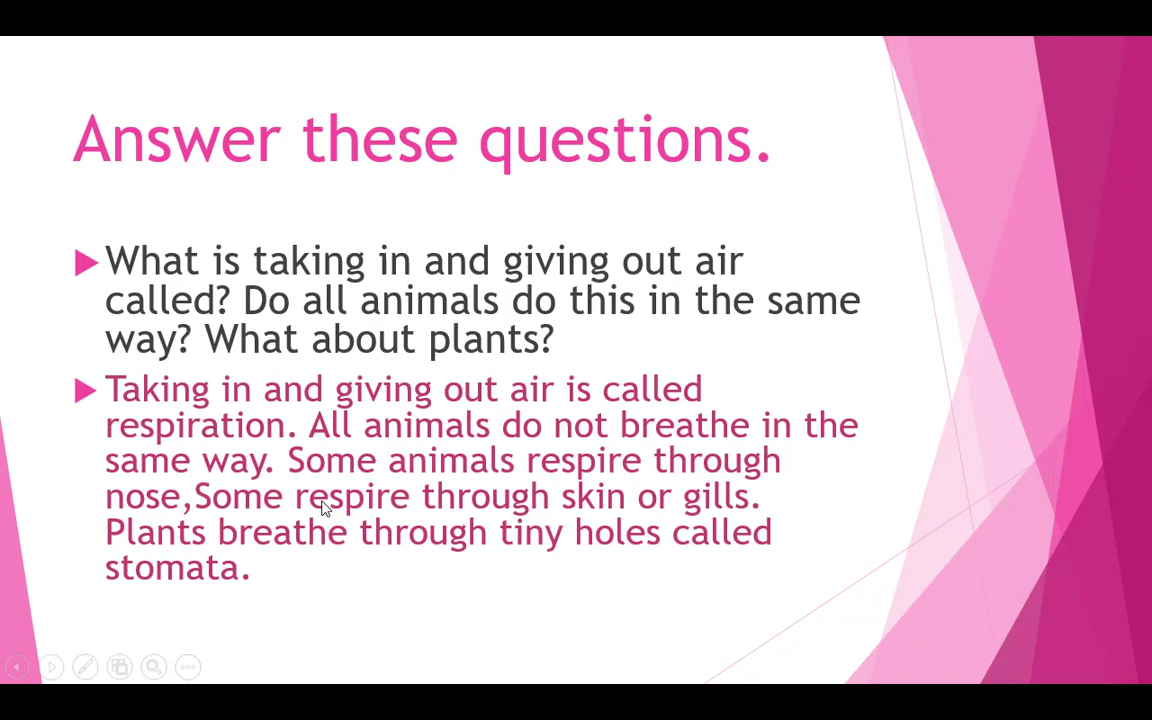 Answer these questions.
What is taking in and giving out air
called? Do all animals do this in the same
way? What about plants?
Taking in and giving out air is called
respiration. All animals do not breathe in the
same way. Some animals respire through
nose,Some respire through skin or gills.
Plants breathe through tiny holes called
stomata.